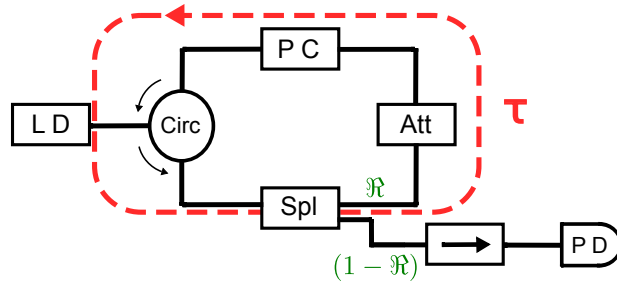 P C
L D
Circ
Att
τ
Spl
ℜ
(1 − ℜ)
P D